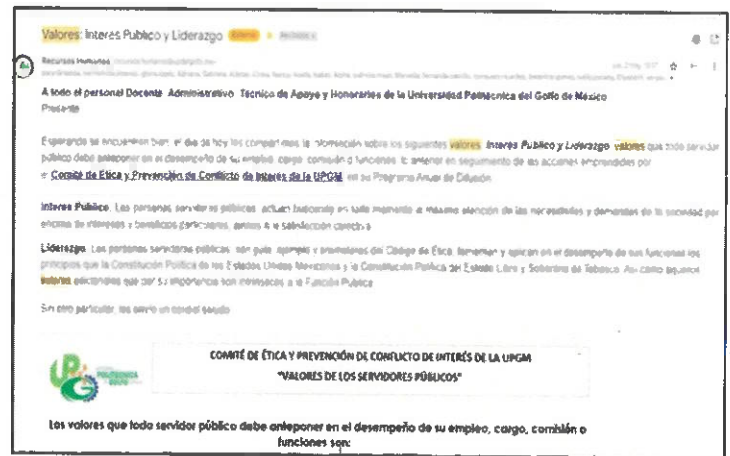 Valores: Interés Público y Liderazgo Externo
Recursos Humanos
A todo el personal Docente, Administrativo, Técnico de Apoyo y Honorarios de la Universidad Politécnica del Golfo de México
Presente
Esperando se encuentren bien, el día de hoy les compartimos la información sobre los siguientes valores: Interés Público y Liderazgo, valores que todo servidor
público debe anteponer en el desempeño de su empleo, cargo, comisión o funciones, lo anterior en seguimiento de las acciones emprendidas por
el Comité de Ética y Prevención de Conflicto de Interés de la UPGM, en su Programa Anual de Difusión.
Interés Público: Las personas servidoras públicas actúan buscando en todo momento la máxima atención de las necesidades y demandas de la sociedad por
encima de intereses y beneficios particulares, ajenos a la satisfacción colectiva.
Liderazgo: Las personas servidoras públicas, son guía, ejemplo y promotoras del Código de Ética, fomentan y aplican en el desempeño de sus funciones los
principios que la Constitución Política de los Estados Unidos Mexicanos y la Constitución Política del Estado Libre y Soberano de Tabasco. Así como aquellos
valores adicionales que por su importancia son intrínsecos a la Función Pública.
Sin otro particular, les envío un cordial saludo.
UP
POLITÉCNICA
GOLFO
COMITÉ DE ÉTICA Y PREVENCIÓN DE CONFLICTO DE INTERÉS DE LA UPGM
"VALORES DE LOS SERVIDORES PÚBLICOS"
Los valores que todo servidor público debe anteponer en el desempeño de su empleo, cargo, comisión o
funciones son: